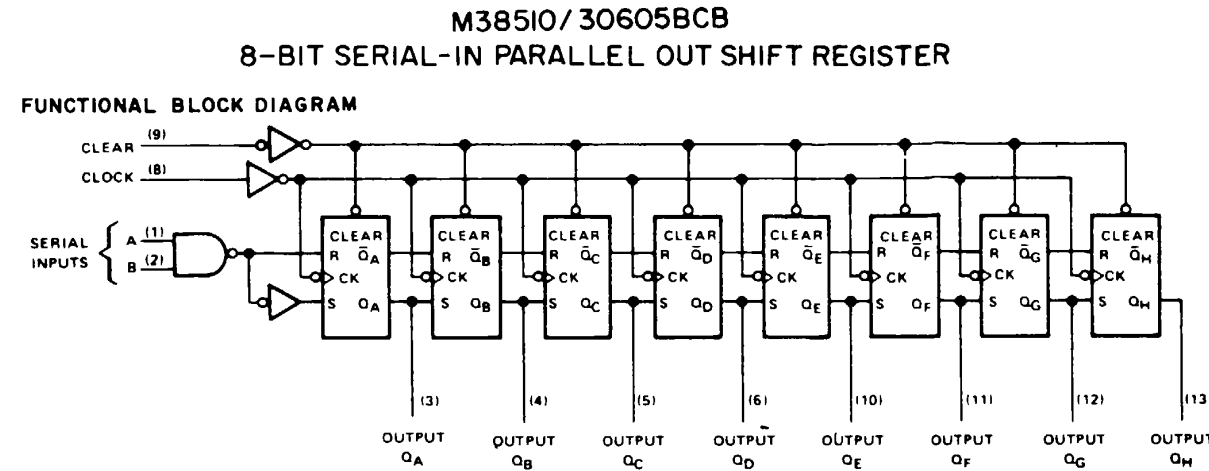 M38510/30605BCB
8-BIT SERIAL-IN PARALLEL OUT SHIFT REGISTER
FUNCTIONAL BLOCK DIAGRAM
CLEAR (9)
CLOCK (8)
SERIAL INPUTS
A (1)
B (2)
CLEAR CLEAR CLEAR CLEAR CLEAR CLEAR CLEAR CLEAR
R Q̅A R Q̅B R Q̅C R Q̅D R Q̅E R Q̅F R Q̅G R Q̅H
CK CK CK CK CK CK CK CK
S QA S QB S QC S QD S QE S QF S QG S QH
(3) (4) (5) (6) (10) (11) (12) (13
OUTPUT OUTPUT OUTPUT OUTPUT OUTPUT OUTPUT OUTPUT OUTPUT
QA QB QC QD QE QF QG QH